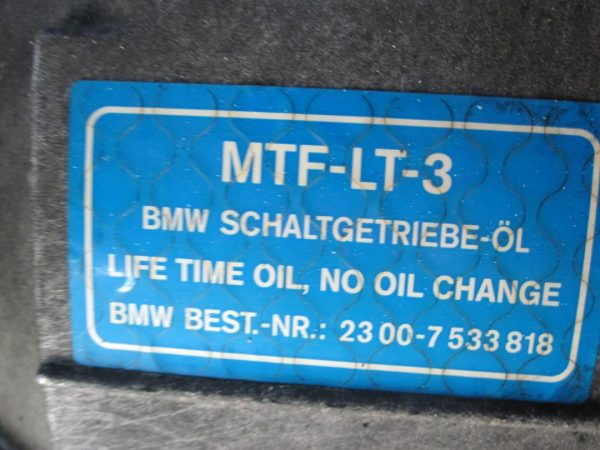 MTF-LT-3
BMW SCHALTGETRIEBE-ÖL
LIFE TIME OIL, NO OIL CHANGE
BMW BEST.-NR.: 23 00-7 533 818